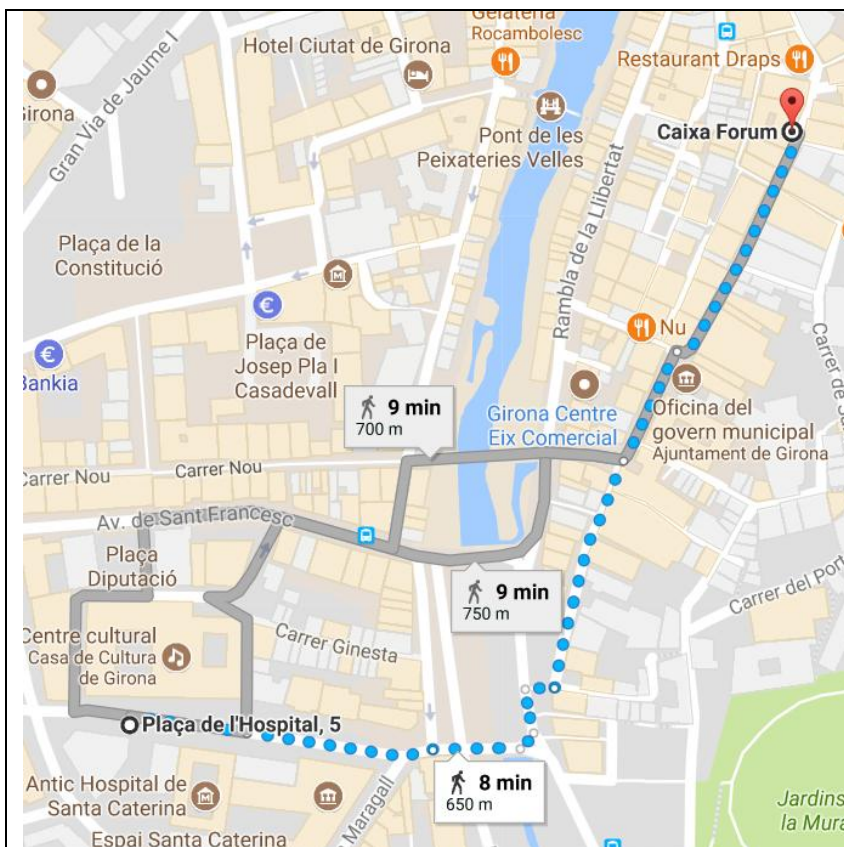 Gelateria
Rocambolesc
Hotel Ciutat de Girona
Restaurant Draps
Girona
Gran Via de Jaume I
Caixa Forum
Pont de les
Peixateries Velles
Rambla de la Llibertat
Plaça de la
Constitució
€
Nu
Plaça de
Josep Pla I
Casadevall
€
Bankia
Carrer de
9 min
700 m
Girona Centre
Eix Comercial
Oficina del
govern municipal
Ajuntament de Girona
Carrer Nou
Carrer Nou
Av. de Sant Francesc
Plaça
Diputació
9 min
750 m
Carrer del Port
Carrer Ginesta
Centre cultural
Casa de Cultura
de Girona
Plaça de l'Hospital, 5
8 min
650 m
Antic Hospital de
Santa Caterina
Maragall
Jardins
la Mura
Espai Santa Caterina